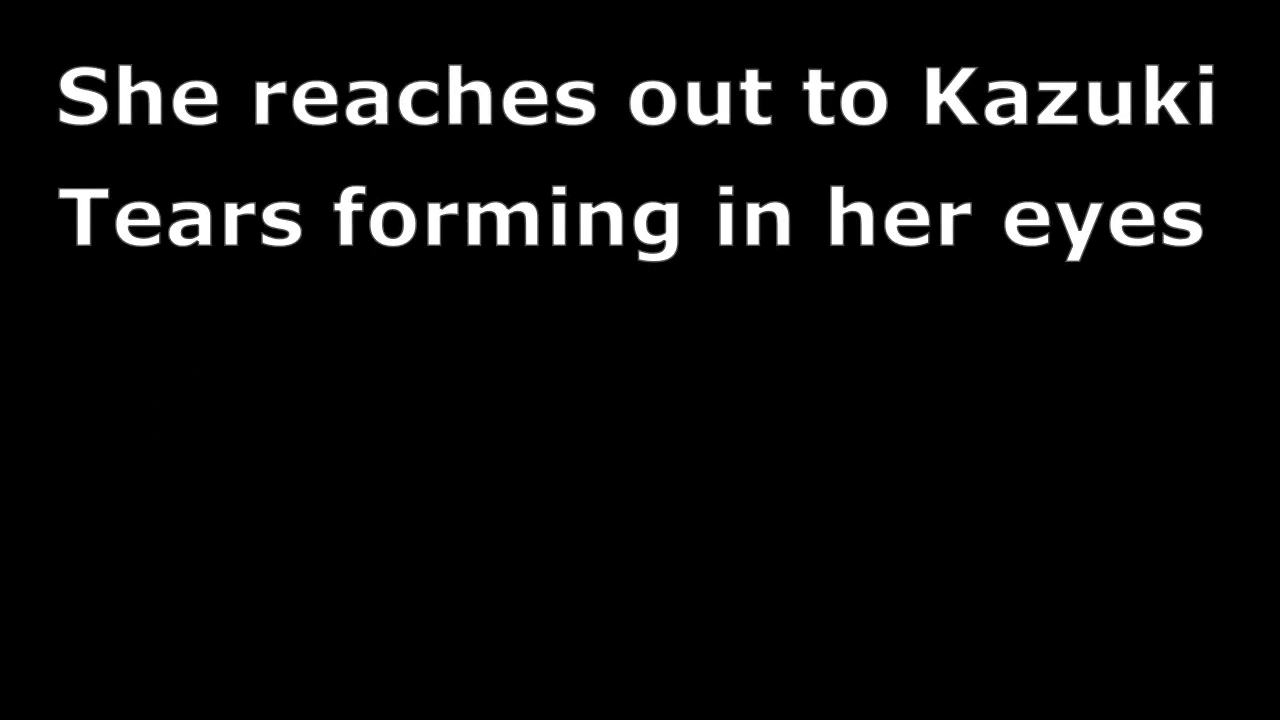 She reaches out to Kazuki
Tears forming in her eyes